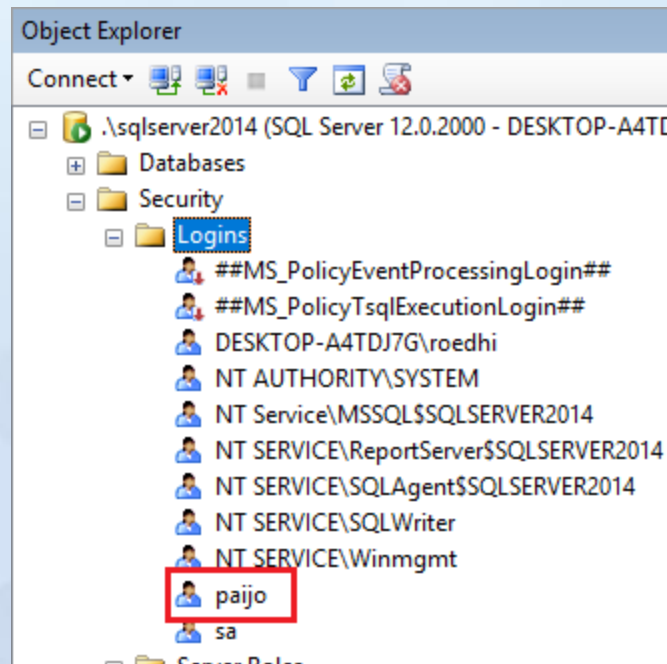 Object Explorer
Connect
.\sqlserver2014 (SQL Server 12.0.2000 - DESKTOP-A4TD
Databases
Security
Logins
##MS_PolicyEventProcessingLogin##
##MS_PolicyTsqlExecutionLogin##
DESKTOP-A4TDJ7G\roedhi
NT AUTHORITY\SYSTEM
NT Service\MSSQL$SQLSERVER2014
NT SERVICE\ReportServer$SQLSERVER2014
NT SERVICE\SQLAgent$SQLSERVER2014
NT SERVICE\SQLWriter
NT SERVICE\Winmgmt
paijo
sa
Server Roles